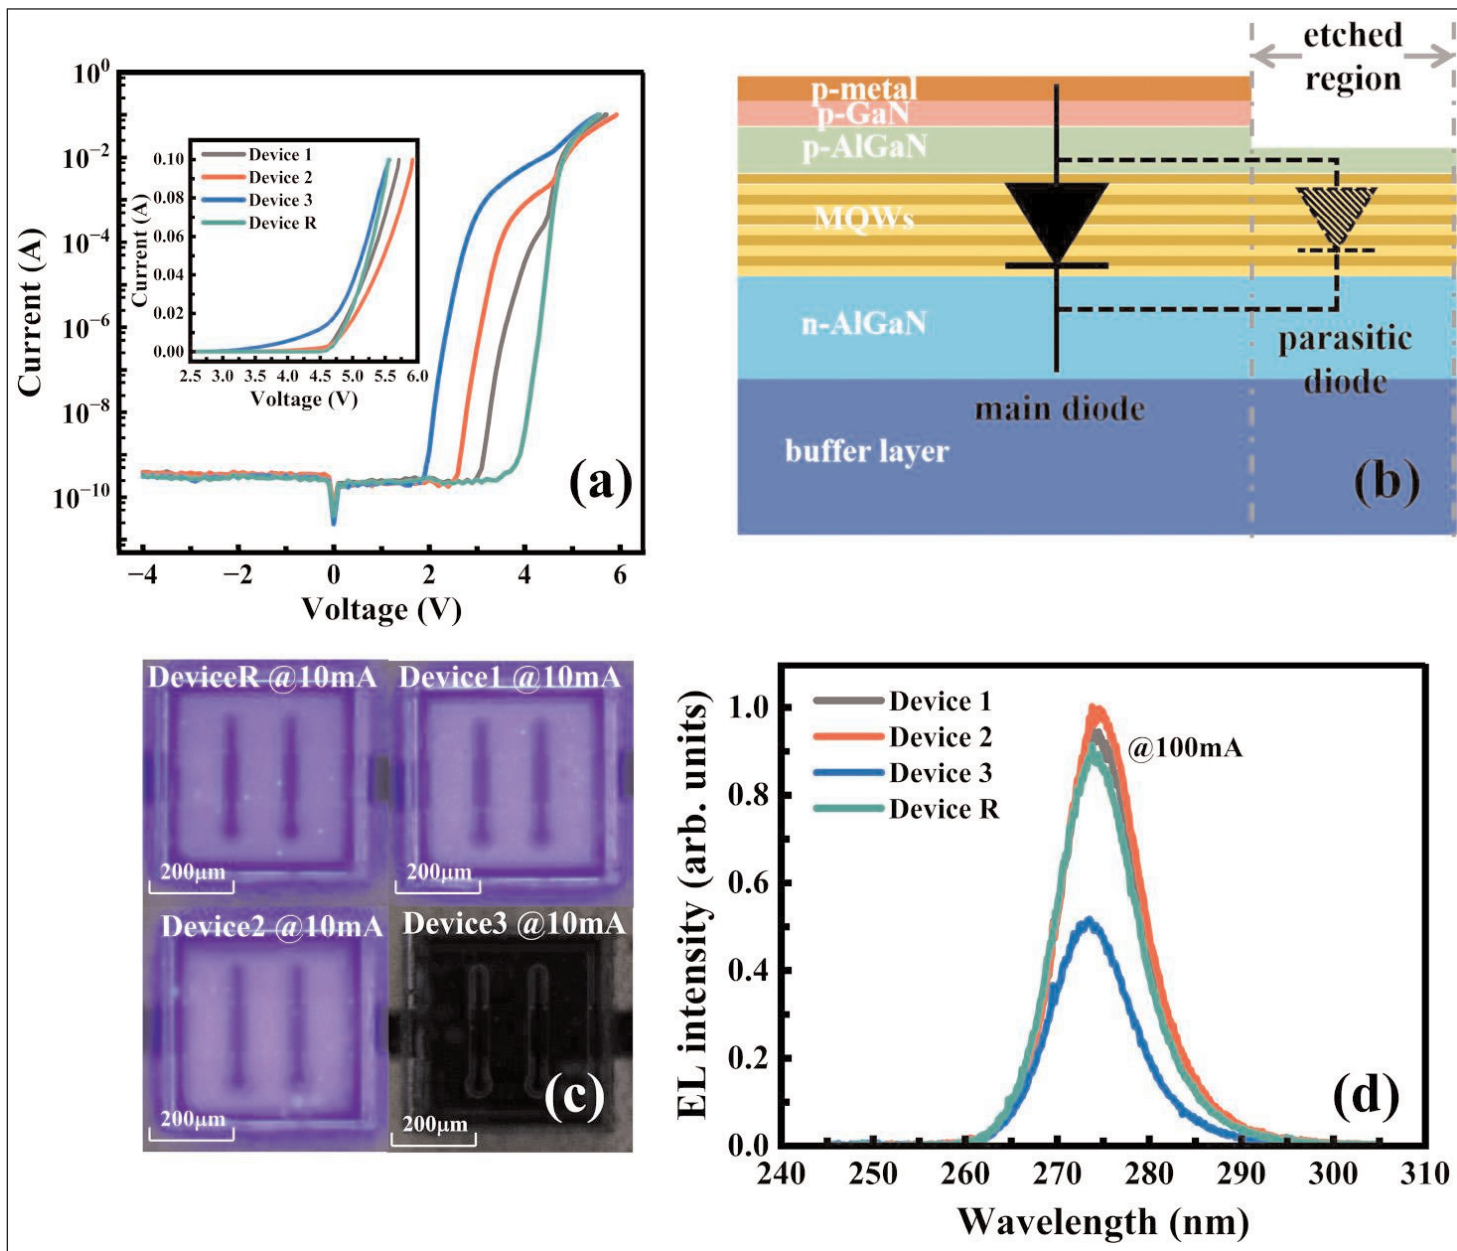 10⁰
10⁻²
10⁻⁴
10⁻⁶
10⁻⁸
10⁻¹⁰
Current (A)
−4
−2
0
2
4
6
Voltage (V)
0.10
0.08
0.06
0.04
0.02
0.00
Current (A)
Device 1
Device 2
Device 3
Device R
2.5
3.0
3.5
4.0
4.5
5.0
5.5
6.0
Voltage (V)
(a)
etched
region
p-metal
p-GaN
p-AlGaN
MQWs
n-AlGaN
parasitic
diode
main diode
buffer layer
(b)
DeviceR @10mA
200μm
Device1 @10mA
200μm
Device2 @10mA
200μm
Device3 @10mA
200μm
(c)
EL intensity (arb. units)
1.0
0.8
0.6
0.4
0.2
0.0
Device 1
Device 2
Device 3
Device R
@100mA
(d)
240
250
260
270
280
290
300
310
Wavelength (nm)